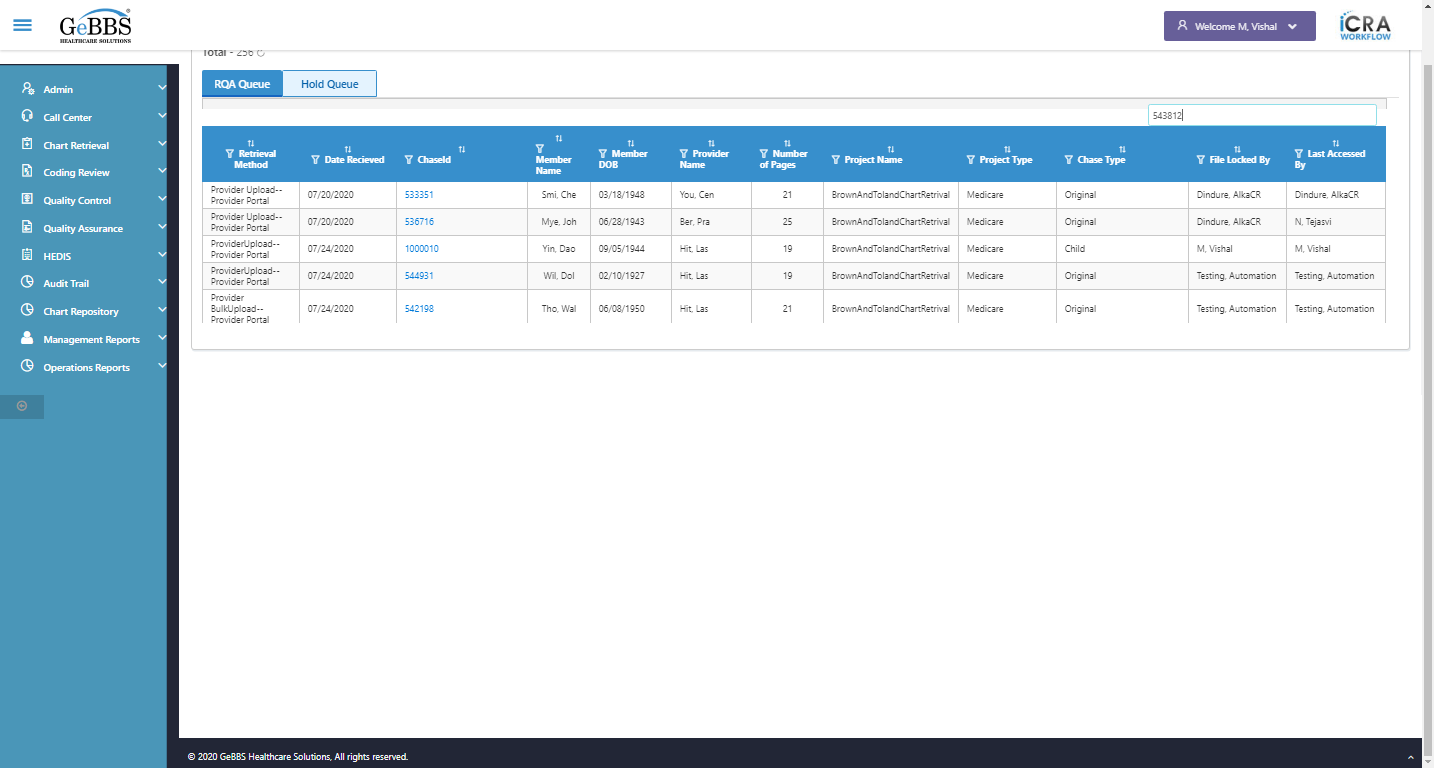 GeBBS®
HEALTHCARE SOLUTIONS
Welcome M, Vishal
iCRA
WORKFLOW
Total - 256
RQA Queue
Hold Queue
543812
Admin
Call Center
Chart Retrieval
Coding Review
Quality Control
Quality Assurance
HEDIS
Audit Trail
Chart Repository
Management Reports
Operations Reports
Retrieval Method Date Recieved ChaseId Member Name Member DOB Provider Name Number of Pages Project Name Project Type Chase Type File Locked By Last Accessed By
Provider Upload--Provider Portal 07/20/2020 533351 Smi, Che 03/18/1948 You, Cen 21 BrownAndTolandChartRetrival Medicare Original Dindure, AlkaCR Dindure, AlkaCR
Provider Upload--Provider Portal 07/20/2020 536716 Mye, Joh 06/28/1943 Ber, Pra 25 BrownAndTolandChartRetrival Medicare Original Dindure, AlkaCR N, Tejasvi
ProviderUpload--Provider Portal 07/24/2020 1000010 Yin, Dao 09/05/1944 Hit, Las 19 BrownAndTolandChartRetrival Medicare Child M, Vishal M, Vishal
ProviderUpload--Provider Portal 07/24/2020 544931 Wil, Dol 02/10/1927 Hit, Las 19 BrownAndTolandChartRetrival Medicare Original Testing, Automation Testing, Automation
Provider BulkUpload--Provider Portal 07/24/2020 542198 Tho, Wal 06/08/1950 Hit, Las 21 BrownAndTolandChartRetrival Medicare Original Testing, Automation Testing, Automation
© 2020 GeBBS Healthcare Solutions, All rights reserved.